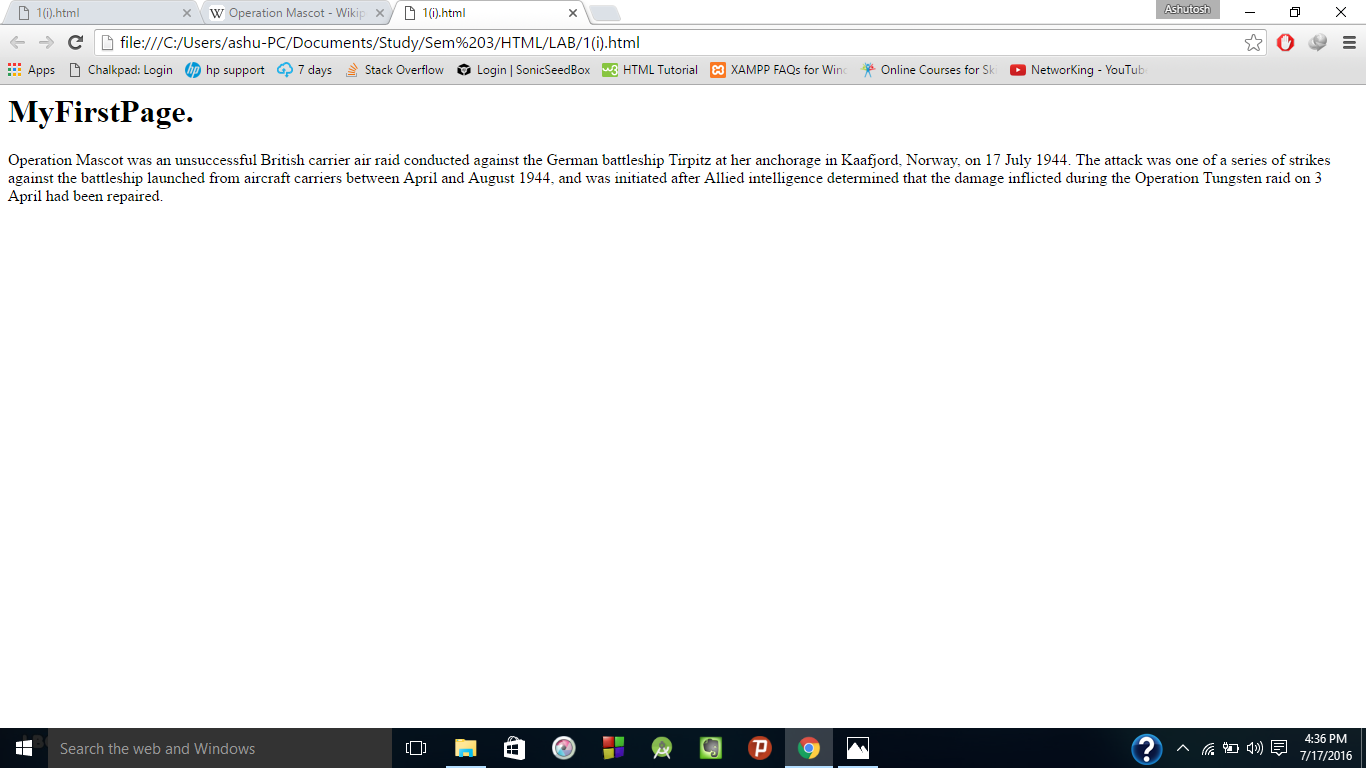 1(i).html
Operation Mascot - Wikip
1(i).html
Ashutosh
file:///C:/Users/ashu-PC/Documents/Study/Sem%203/HTML/LAB/1(i).html
Apps Chalkpad: Login hp support 7 days Stack Overflow Login | SonicSeedBox HTML Tutorial XAMPP FAQs for Winc Online Courses for Sk NetworKing - YouTub
MyFirstPage.
Operation Mascot was an unsuccessful British carrier air raid conducted against the German battleship Tirpitz at her anchorage in Kaafjord, Norway, on 17 July 1944. The attack was one of a series of strikes
against the battleship launched from aircraft carriers between April and August 1944, and was initiated after Allied intelligence determined that the damage inflicted during the Operation Tungsten raid on 3
April had been repaired.
Search the web and Windows
4:36 PM
7/17/2016